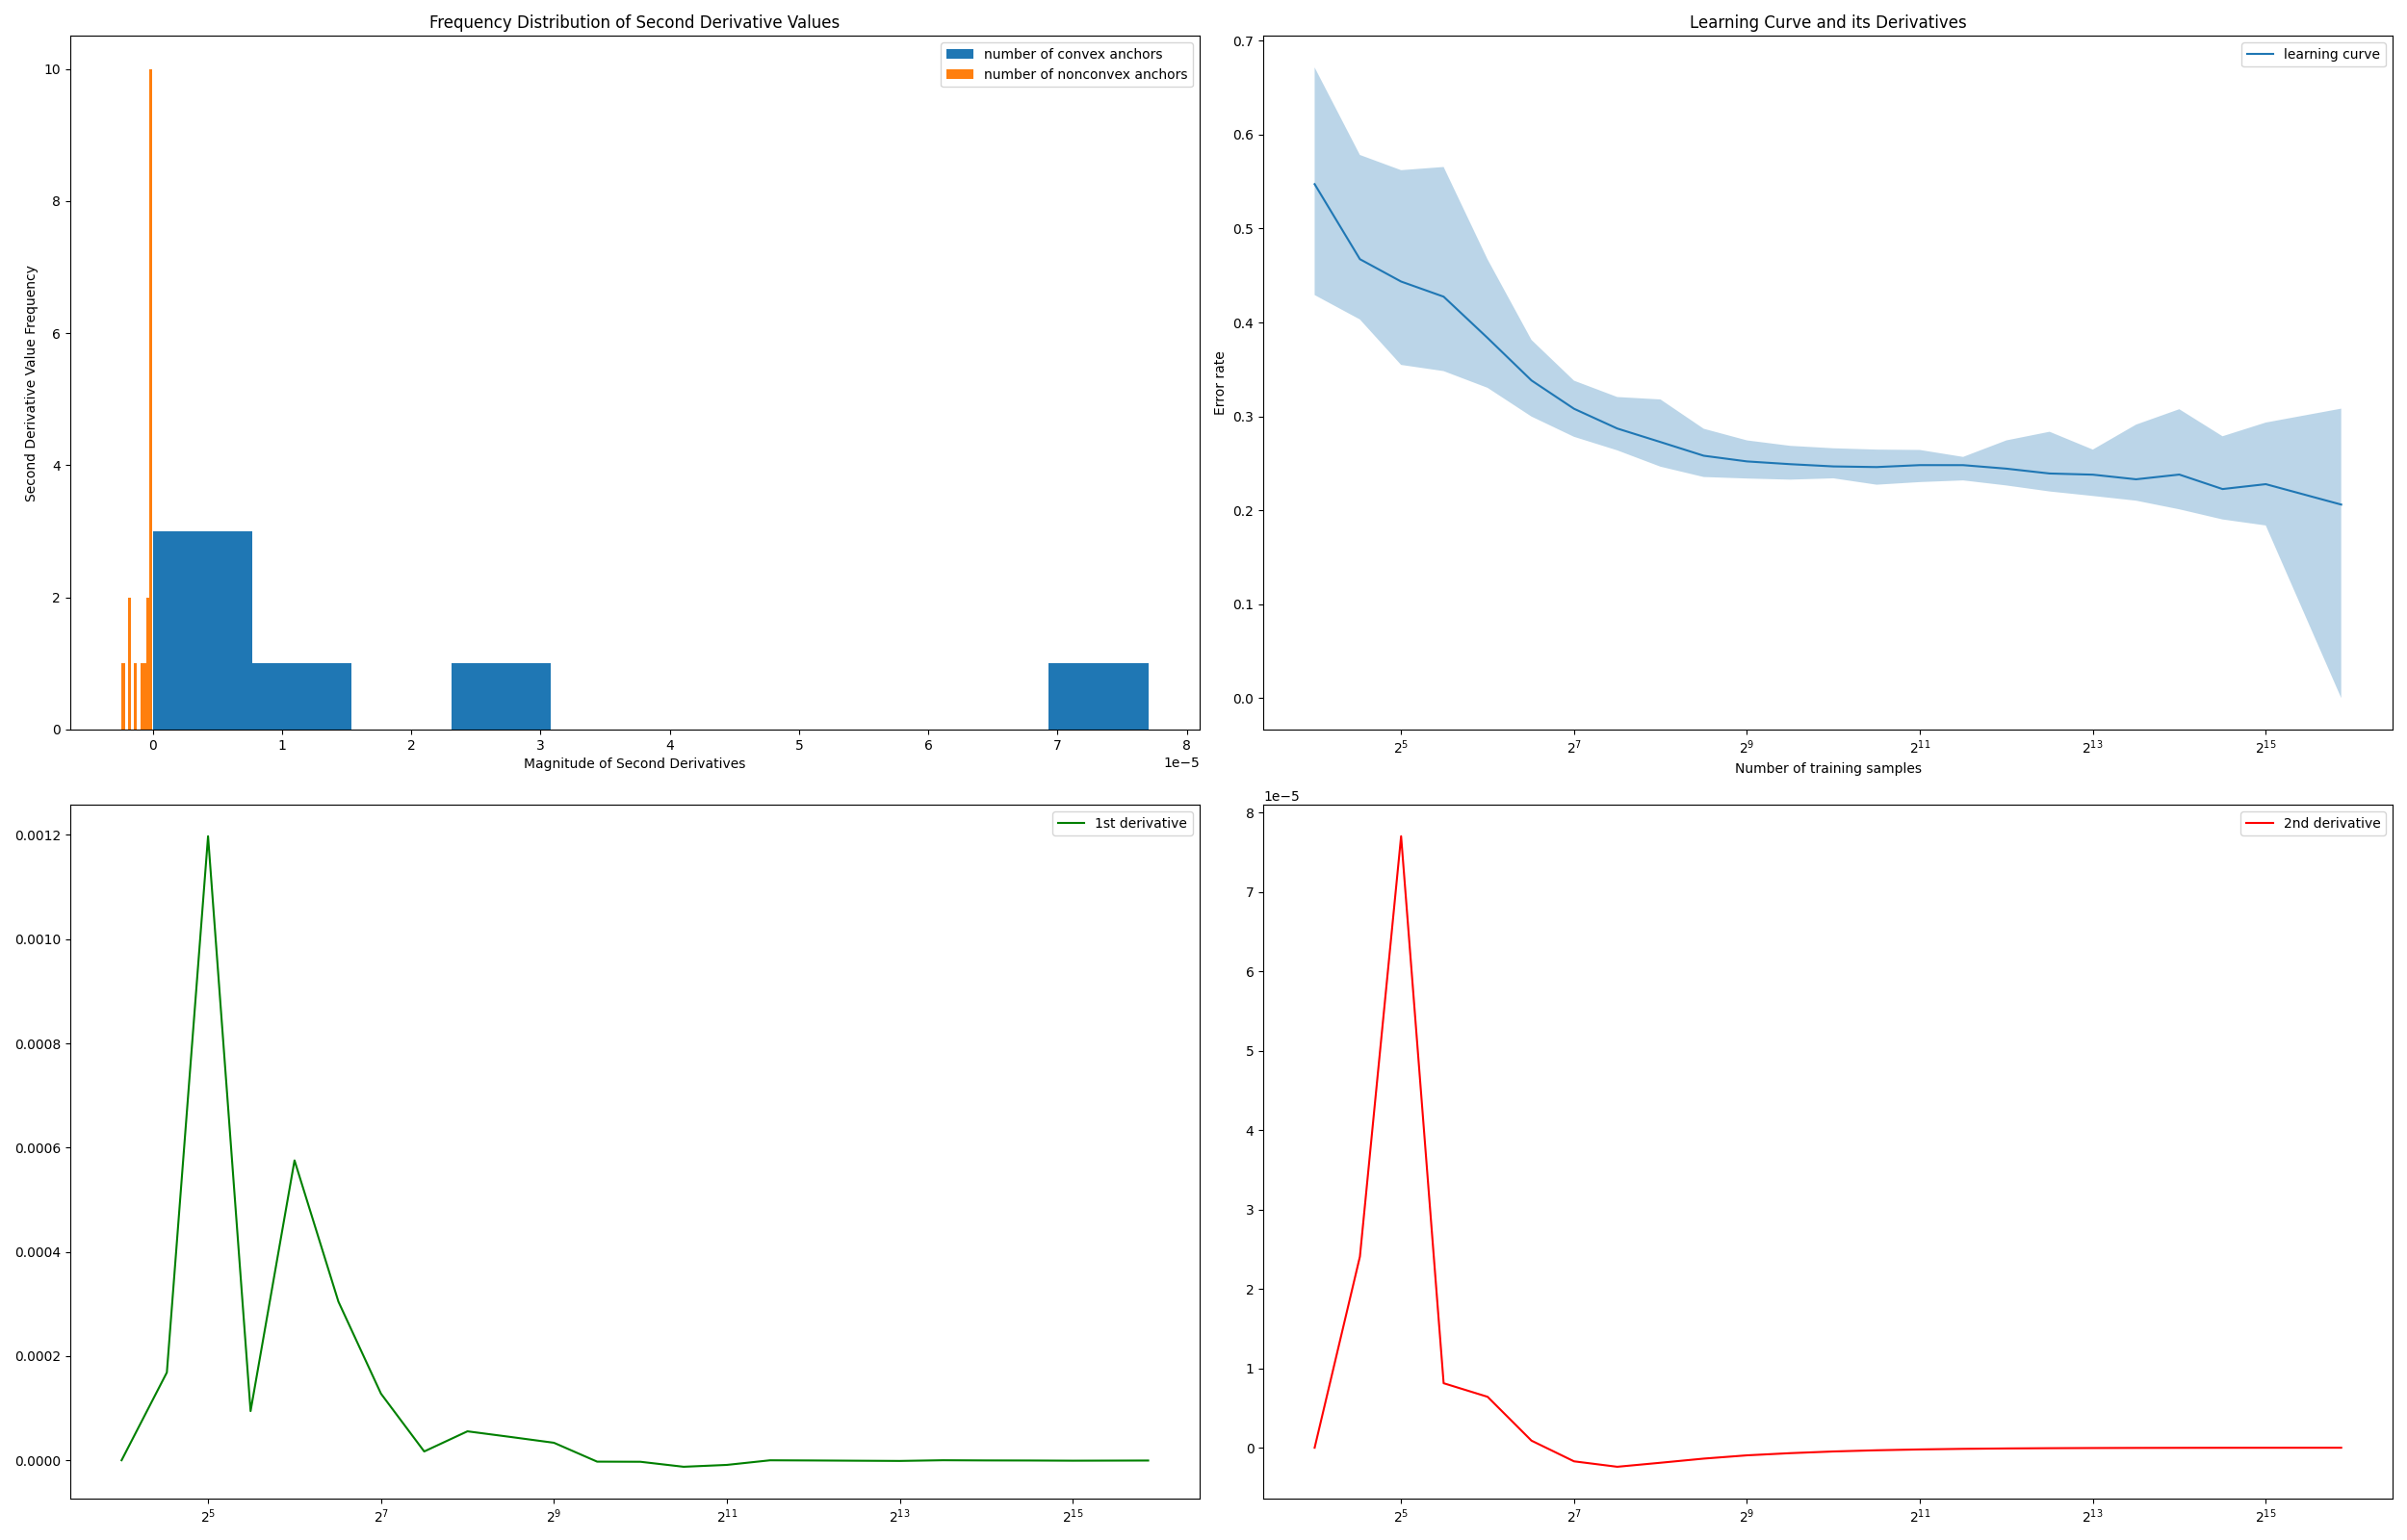 Frequency Distribution of Second Derivative Values
number of convex anchors
number of nonconvex anchors
10
8
6
4
2
0
Second Derivative Value Frequency
0 1 2 3 4 5 6 7 8
1e−5
Magnitude of Second Derivatives
Learning Curve and its Derivatives
learning curve
0.7
0.6
0.5
0.4
0.3
0.2
0.1
0.0
Error rate
2^5 2^7 2^9 2^11 2^13 2^15
Number of training samples
1st derivative
0.0012
0.0010
0.0008
0.0006
0.0004
0.0002
0.0000
2^5 2^7 2^9 2^11 2^13 2^15
1e−5
2nd derivative
8
7
6
5
4
3
2
1
0
2^5 2^7 2^9 2^11 2^13 2^15